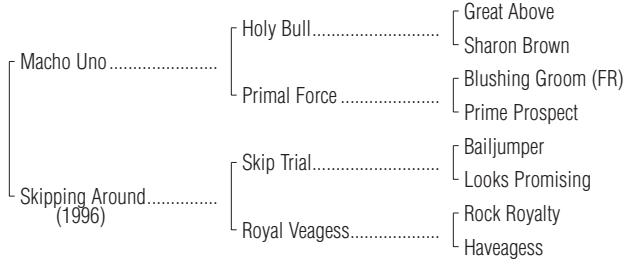 Great Above
Holy Bull..............................
Sharon Brown
Macho Uno.......................
Blushing Groom (FR)
Primal Force .....................
Prime Prospect
Bailjumper
Skip Trial..............................
Looks Promising
Skipping Around...............
(1996)
Rock Royalty
Royal Veagess.....................
Haveagess